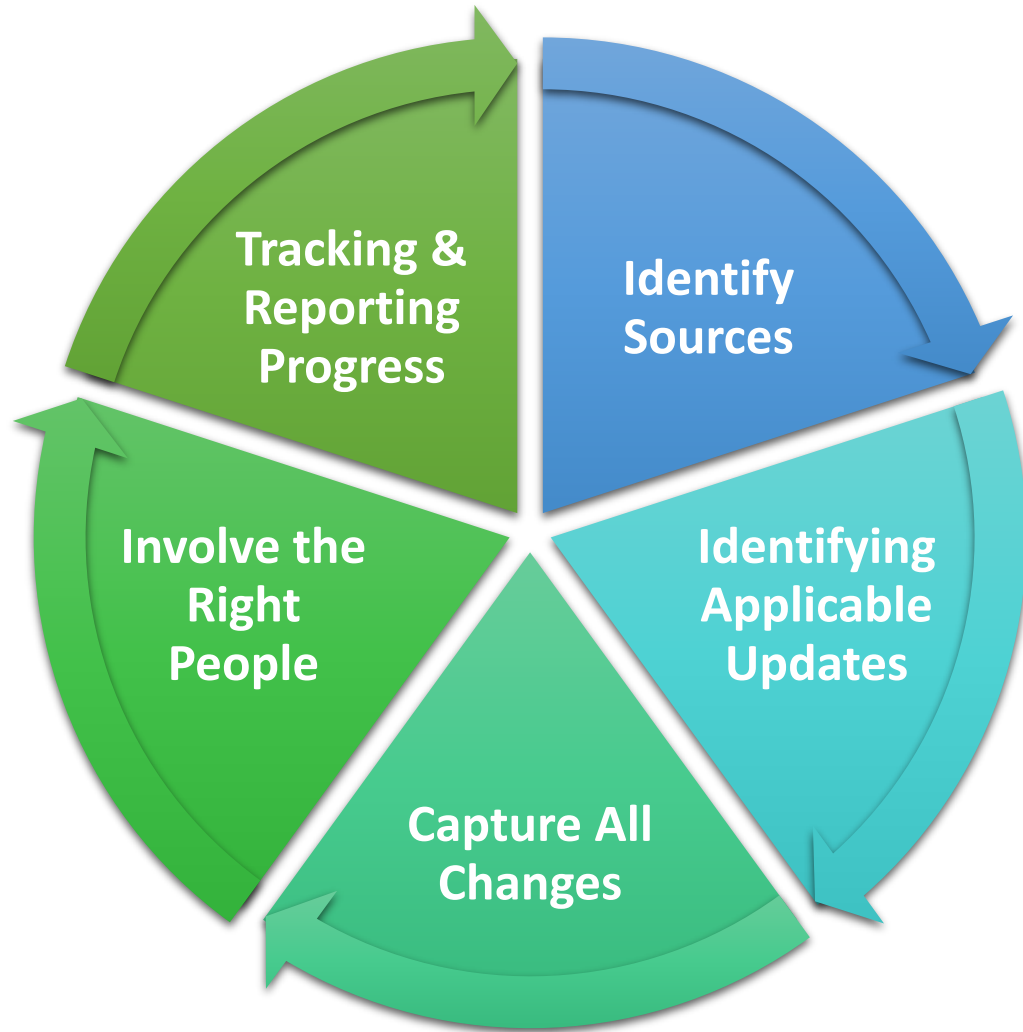 Identify
Sources
Identifying
Applicable
Updates
Capture All
Changes
Involve the
Right
People
Tracking &
Reporting
Progress